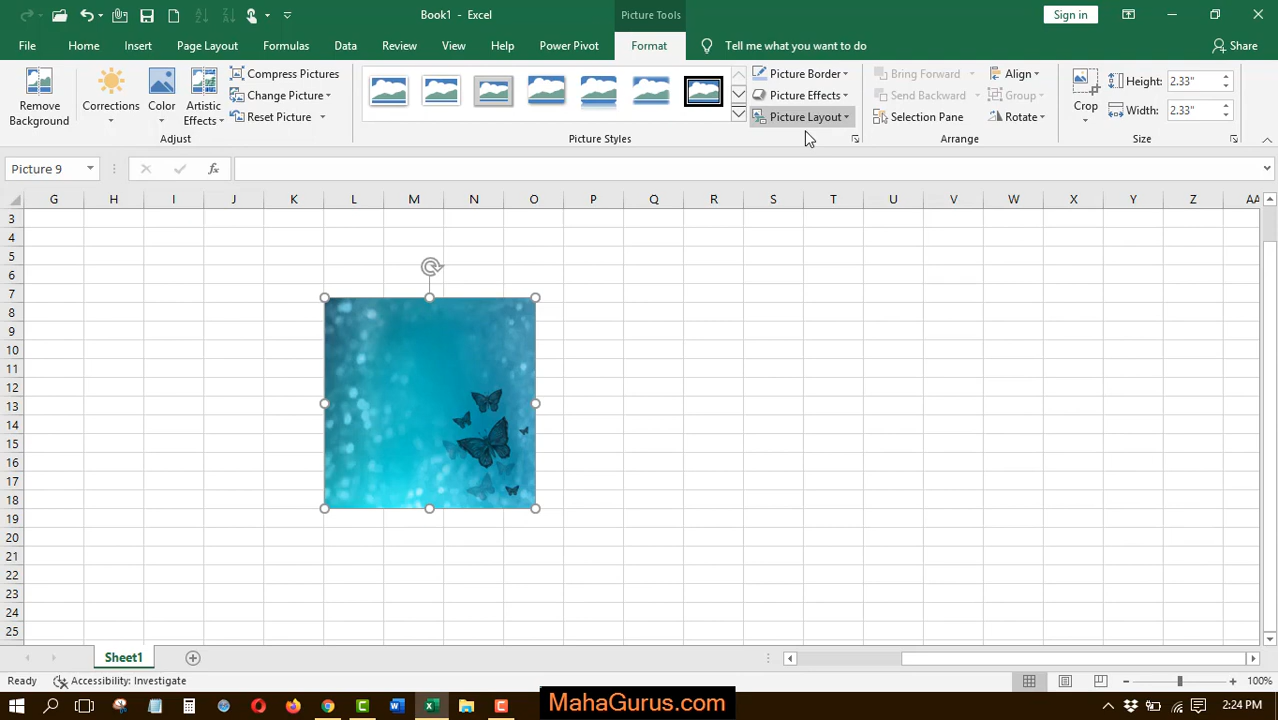 Book1 - Excel
Picture Tools
Sign in
File Home Insert Page Layout Formulas Data Review View Help Power Pivot Format Tell me what you want to do Share
Remove Background
Corrections
Color
Artistic Effects
Compress Pictures
Change Picture
Reset Picture
Adjust
Picture Styles
Picture Border
Picture Effects
Picture Layout
Bring Forward
Send Backward
Selection Pane
Align
Group
Rotate
Arrange
Crop
Height: 2.33"
Width: 2.33"
Size
Picture 9
fx
G H I J K L M N O P Q R S T U V W X Y Z AA
3
4
5
6
7
8
9
10
11
12
13
14
15
16
17
18
19
20
21
22
23
24
25
Sheet1
Ready Accessibility: Investigate 100%
MahaGurus.com
2:24 PM